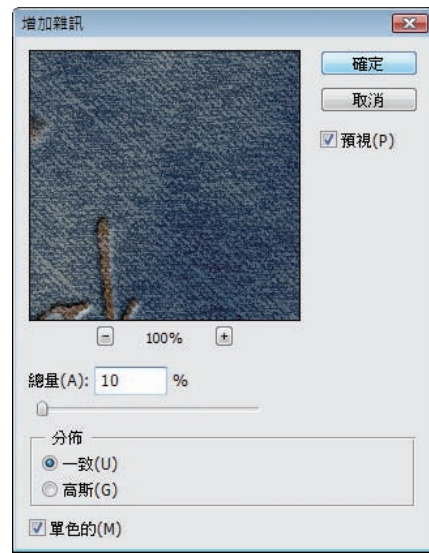 增加雜訊
確定
取消
預視(P)
100%
總量(A): 10 %
分佈
一致(U)
高斯(G)
單色的(M)